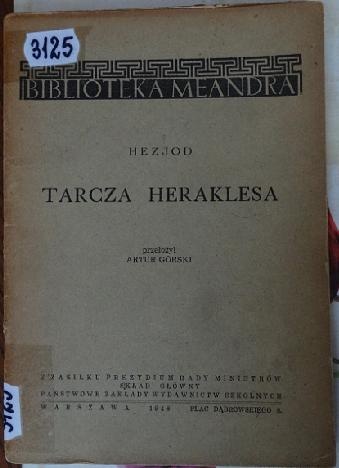 3125
BIBLIOTEKA MEANDRA
HEZJOD
TARCZA HERAKLESA
przełożył
ARTUR GÓRSKI
Z ZASIŁKU PREZYDIUM RADY MINISTRÓW
SKŁAD GŁÓWNY
PAŃSTWOWE ZAKŁADY WYDAWNICTW SZKOLNYCH
WARSZAWA PLAC DĄBROWSKIEGO 8.
3125